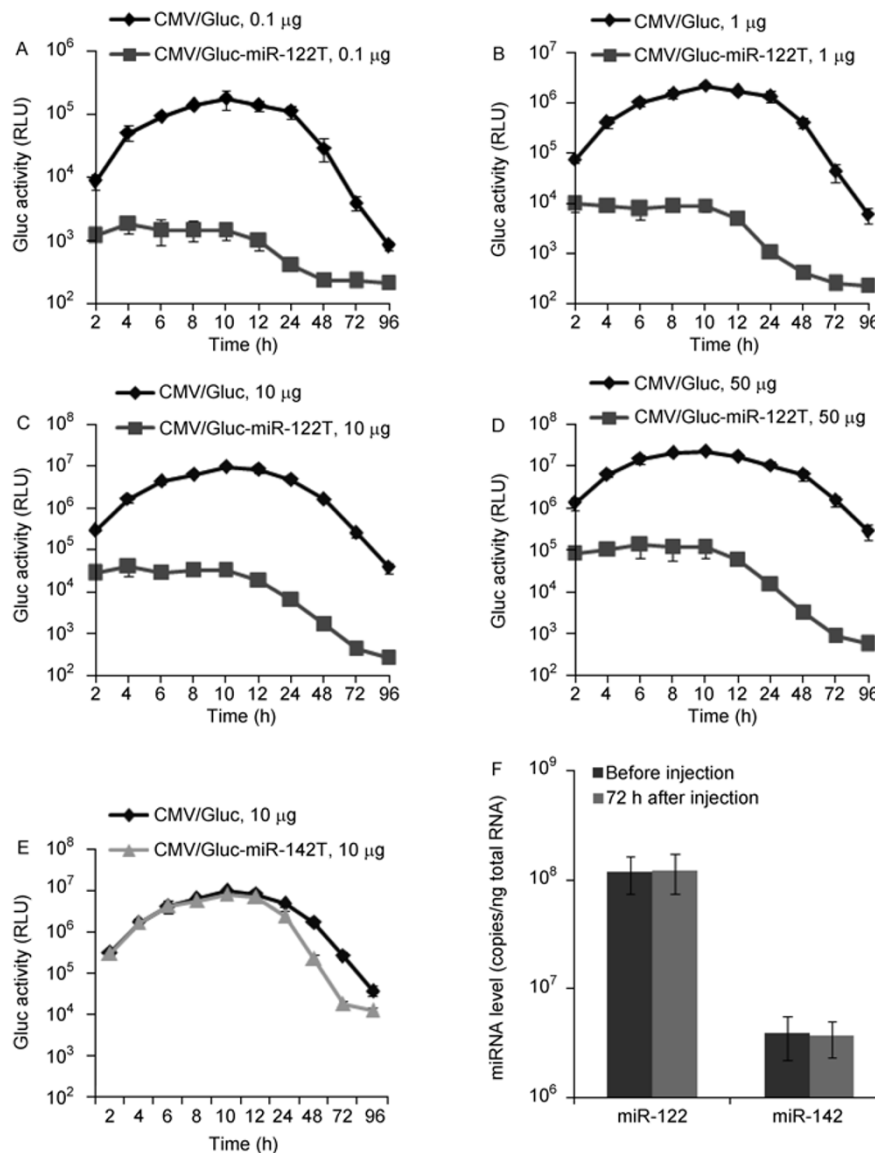 A
CMV/Gluc, 0.1 μg
CMV/Gluc-miR-122T, 0.1 μg
Gluc activity (RLU)
10⁶
10⁵
10⁴
10³
10²
2 4 6 8 10 12 24 48 72 96
Time (h)
B
CMV/Gluc, 1 μg
CMV/Gluc-miR-122T, 1 μg
Gluc activity (RLU)
10⁷
10⁶
10⁵
10⁴
10³
10²
2 4 6 8 10 12 24 48 72 96
Time (h)
C
CMV/Gluc, 10 μg
CMV/Gluc-miR-122T, 10 μg
Gluc activity (RLU)
10⁸
10⁷
10⁶
10⁵
10⁴
10³
10²
2 4 6 8 10 12 24 48 72 96
Time (h)
D
CMV/Gluc, 50 μg
CMV/Gluc-miR-122T, 50 μg
Gluc activity (RLU)
10⁸
10⁷
10⁶
10⁵
10⁴
10³
10²
2 4 6 8 10 12 24 48 72 96
Time (h)
E
CMV/Gluc, 10 μg
CMV/Gluc-miR-142T, 10 μg
Gluc activity (RLU)
10⁸
10⁷
10⁶
10⁵
10⁴
10³
10²
2 4 6 8 10 12 24 48 72 96
Time (h)
F
Before injection
72 h after injection
miRNA level (copies/ng total RNA)
10⁹
10⁸
10⁷
10⁶
miR-122 miR-142